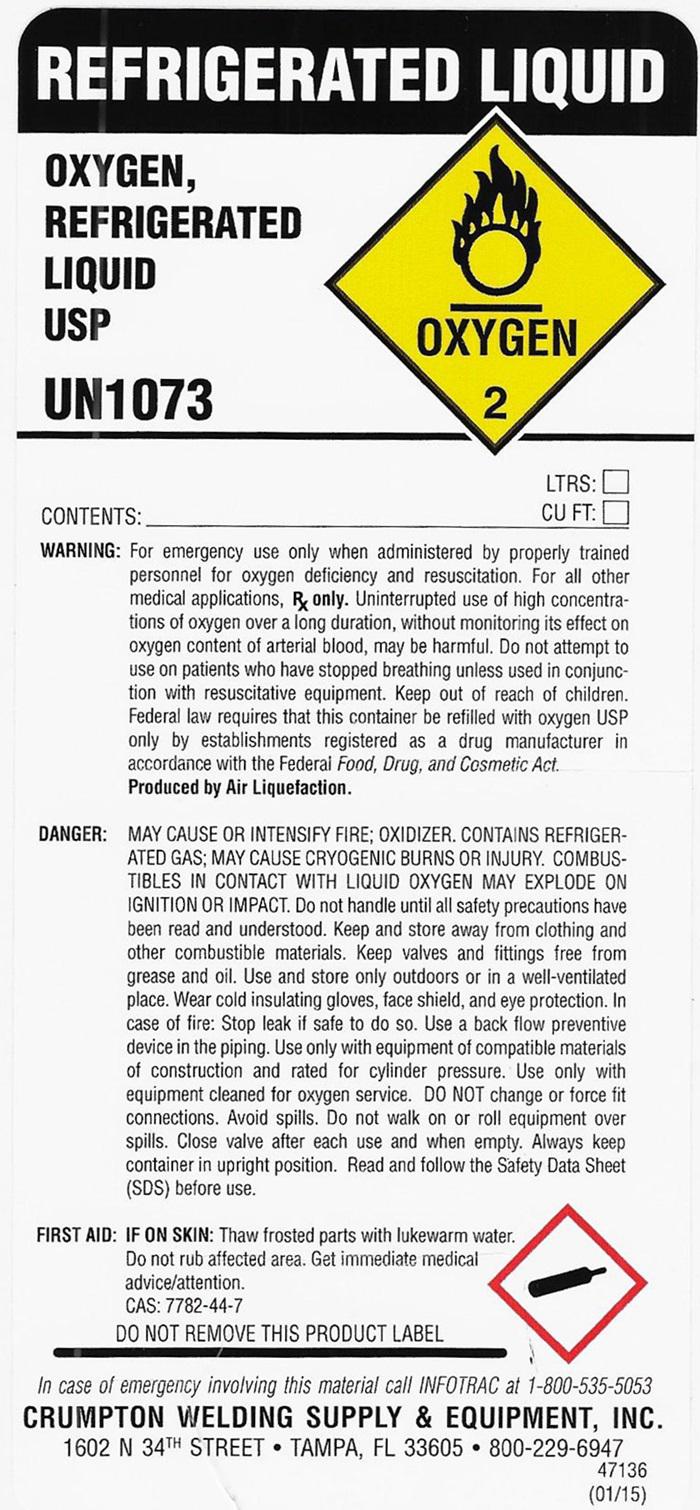 REFRIGERATED LIQUID
OXYGEN,
REFRIGERATED
LIQUID
USP
UN1073
OXYGEN
2
LTRS:
CONTENTS:
CU FT:
WARNING: For emergency use only when administered by properly trained
personnel for oxygen deficiency and resuscitation. For all other
medical applications, ℞ only. Uninterrupted use of high concentra-
tions of oxygen over a long duration, without monitoring its effect on
oxygen content of arterial blood, may be harmful. Do not attempt to
use on patients who have stopped breathing unless used in conjunc-
tion with resuscitative equipment. Keep out of reach of children.
Federal law requires that this container be refilled with oxygen USP
only by establishments registered as a drug manufacturer in
accordance with the Federal Food, Drug, and Cosmetic Act.
Produced by Air Liquefaction.
DANGER: MAY CAUSE OR INTENSIFY FIRE; OXIDIZER. CONTAINS REFRIGER-
ATED GAS; MAY CAUSE CRYOGENIC BURNS OR INJURY. COMBUS-
TIBLES IN CONTACT WITH LIQUID OXYGEN MAY EXPLODE ON
IGNITION OR IMPACT. Do not handle until all safety precautions have
been read and understood. Keep and store away from clothing and
other combustible materials. Keep valves and fittings free from
grease and oil. Use and store only outdoors or in a well-ventilated
place. Wear cold insulating gloves, face shield, and eye protection. In
case of fire: Stop leak if safe to do so. Use a back flow preventive
device in the piping. Use only with equipment of compatible materials
of construction and rated for cylinder pressure. Use only with
equipment cleaned for oxygen service. DO NOT change or force fit
connections. Avoid spills. Do not walk on or roll equipment over
spills. Close valve after each use and when empty. Always keep
container in upright position. Read and follow the Safety Data Sheet
(SDS) before use.
FIRST AID: IF ON SKIN: Thaw frosted parts with lukewarm water.
Do not rub affected area. Get immediate medical
advice/attention.
CAS: 7782-44-7
DO NOT REMOVE THIS PRODUCT LABEL
In case of emergency involving this material call INFOTRAC at 1-800-535-5053
CRUMPTON WELDING SUPPLY & EQUIPMENT, INC.
1602 N 34TH STREET • TAMPA, FL 33605 • 800-229-6947
47136
(01/15)